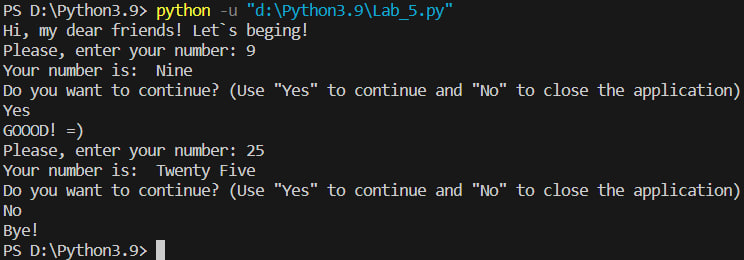 PS D:\Python3.9> python -u "d:\Python3.9\Lab_5.py"
Hi, my dear friends! Let`s beging!
Please, enter your number: 9
Your number is:  Nine
Do you want to continue? (Use "Yes" to continue and "No" to close the application)
Yes
GOOOD! =)
Please, enter your number: 25
Your number is:  Twenty Five
Do you want to continue? (Use "Yes" to continue and "No" to close the application)
No
Bye!
PS D:\Python3.9>